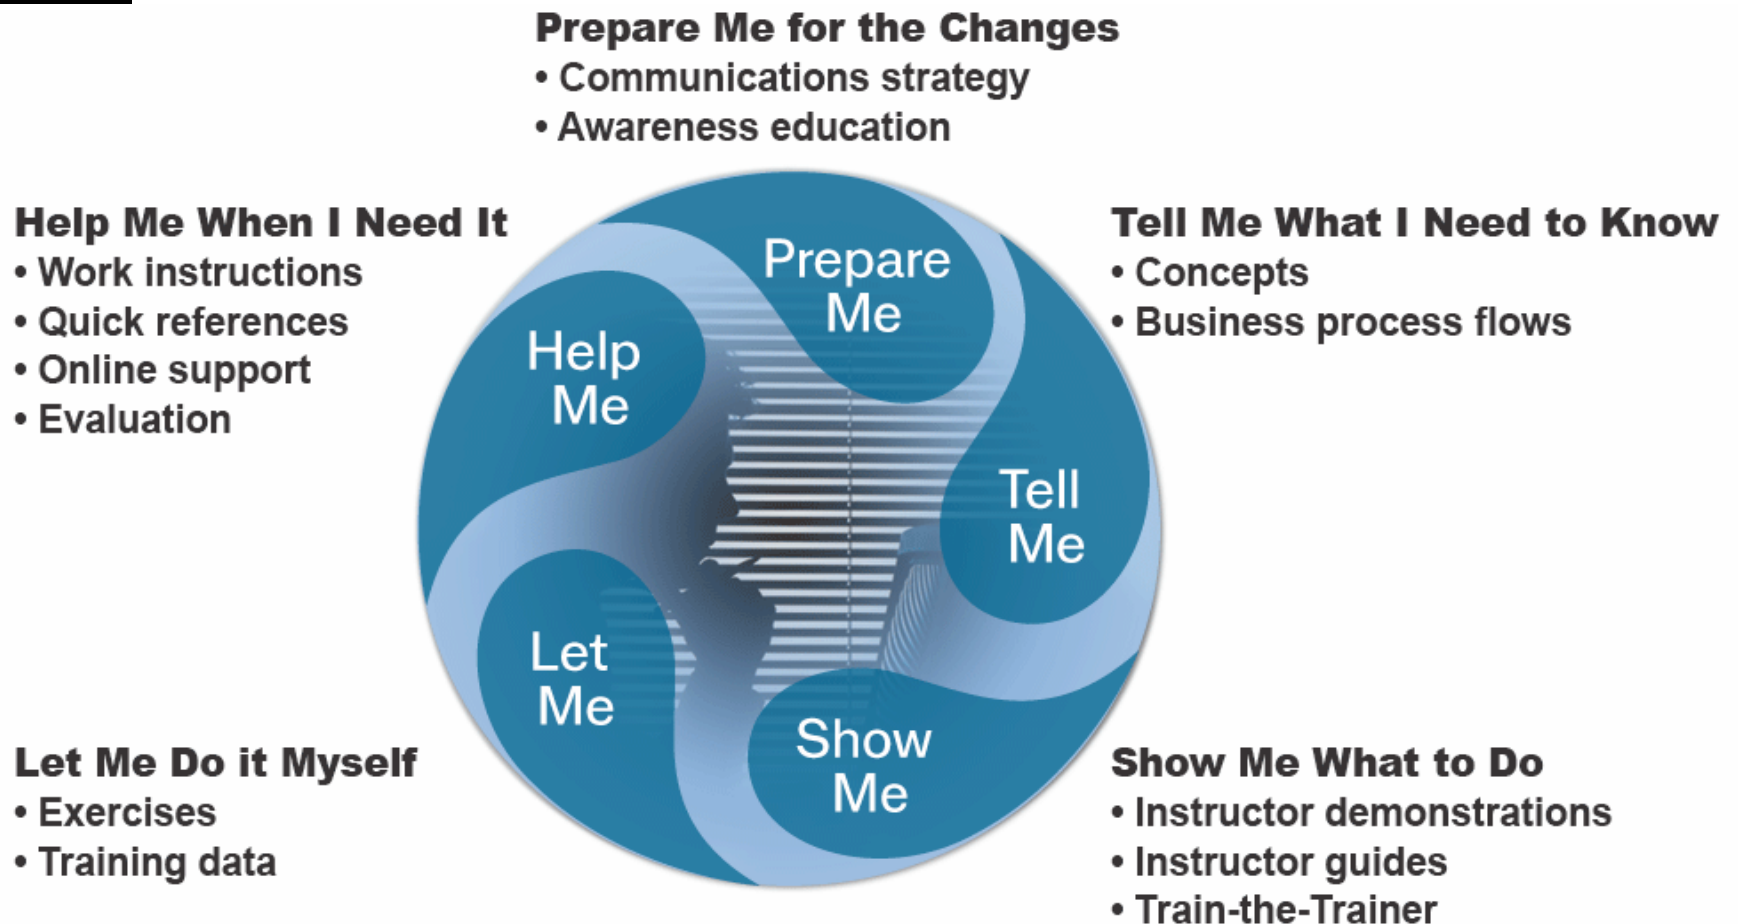 Prepare Me for the Changes
• Communications strategy
• Awareness education
Help Me When I Need It
• Work instructions
• Quick references
• Online support
• Evaluation
Tell Me What I Need to Know
• Concepts
• Business process flows
Prepare
Me
Help
Me
Tell
Me
Let
Me
Show
Me
Let Me Do it Myself
• Exercises
• Training data
Show Me What to Do
• Instructor demonstrations
• Instructor guides
• Train-the-Trainer